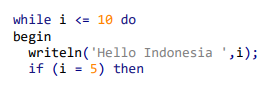 while i <= 10 do
begin
writeln('Hello Indonesia ',i);
if (i = 5) then